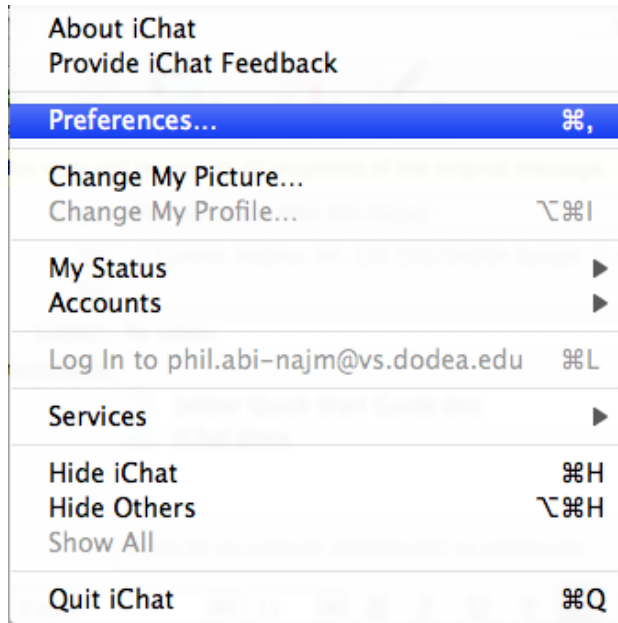 About iChat
Provide iChat Feedback
Preferences... ⌘,
Change My Picture...
Change My Profile... ⌥⌘I
My Status
Accounts
Log In to phil.abi-najm@vs.dodea.edu ⌘L
Services
Hide iChat ⌘H
Hide Others ⌥⌘H
Show All
Quit iChat ⌘Q